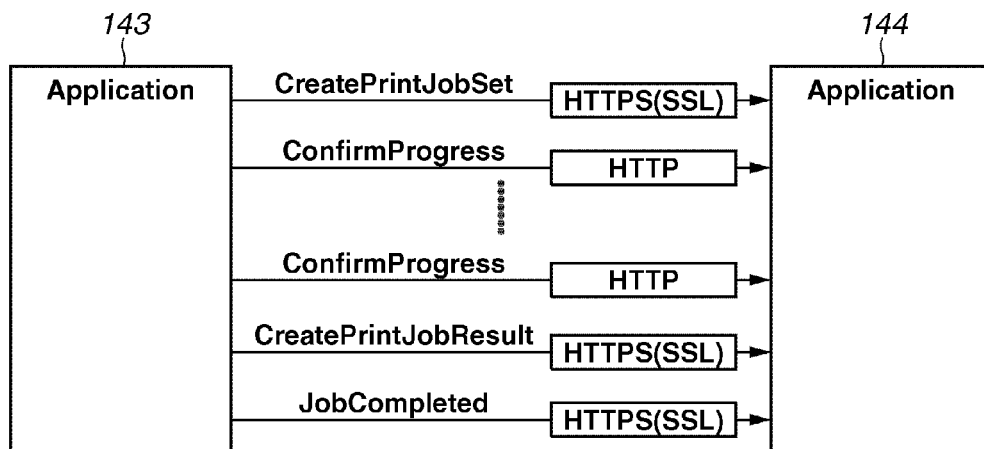 143
144
Application
Application
CreatePrintJobSet
HTTPS(SSL)
ConfirmProgress
HTTP
ConfirmProgress
HTTP
CreatePrintJobResult
HTTPS(SSL)
JobCompleted
HTTPS(SSL)